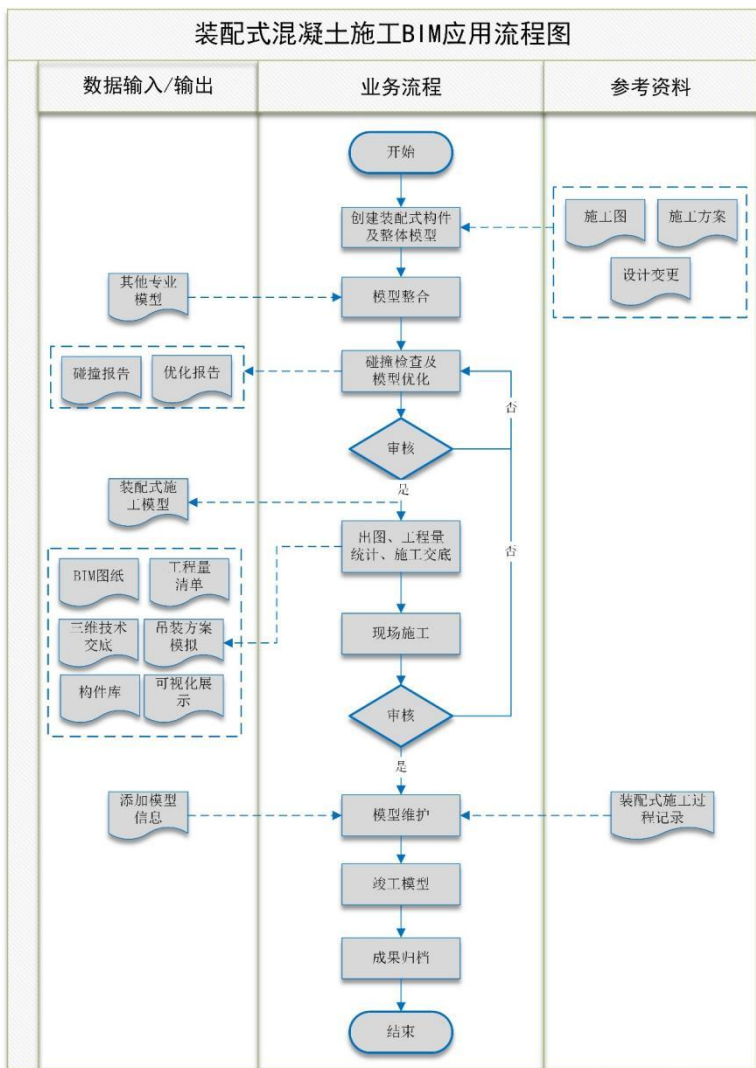 装配式混凝土施工BIM应用流程图
数据输入/输出
业务流程
参考资料
开始
创建装配式构件
及整体模型
施工图
施工方案
设计变更
其他专业
模型
模型整合
碰撞报告
优化报告
碰撞检查及
模型优化
否
审核
是
装配式施
工模型
出图、工程量
统计、施工交底
否
BIM图纸
工程量
清单
三维技术
交底
吊装方案
模拟
构件库
可视化展
示
现场施工
审核
是
添加模型
信息
模型维护
装配式施工过
程记录
竣工模型
成果归档
结束